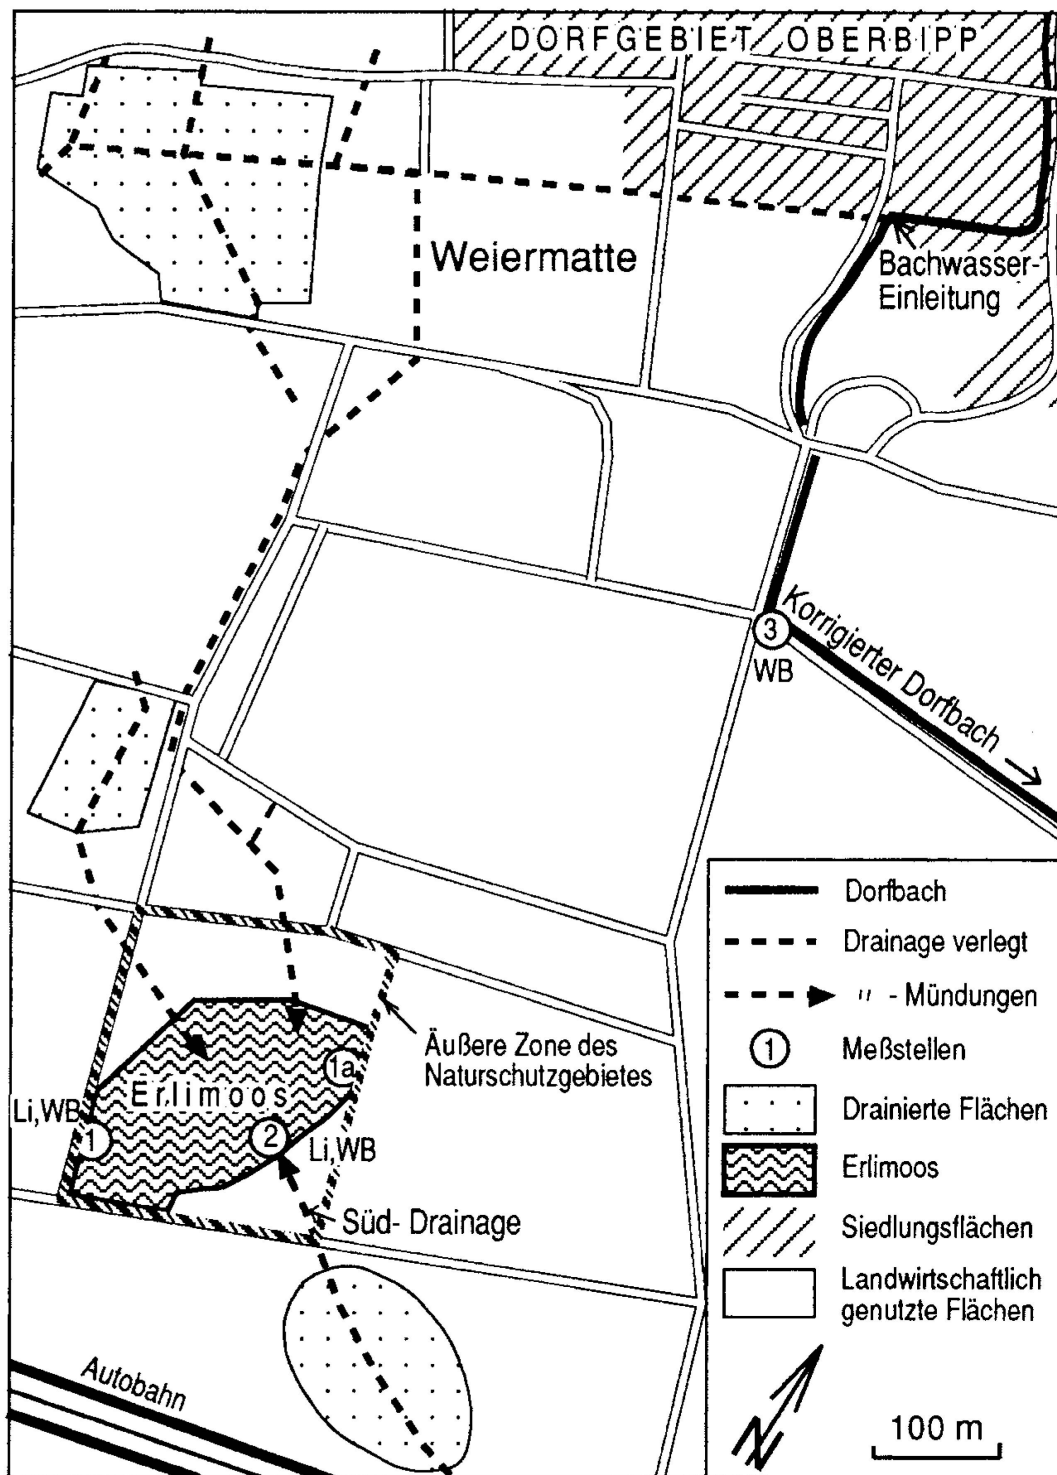 DORFGEBIET OBERBIPP
Weiermatte
Bachwasser-
Einleitung
3
WB
Korrigierter Dorfbach
Äußere Zone des
Naturschutzgebietes
1a
Erlimoos
Li,WB
1
2
Li,WB
Süd-Drainage
Autobahn
Dorfbach
Drainage verlegt
" - Mündungen
1 Meßstellen
Drainierte Flächen
Erlimoos
Siedlungsflächen
Landwirtschaftlich
genutzte Flächen
N
100 m